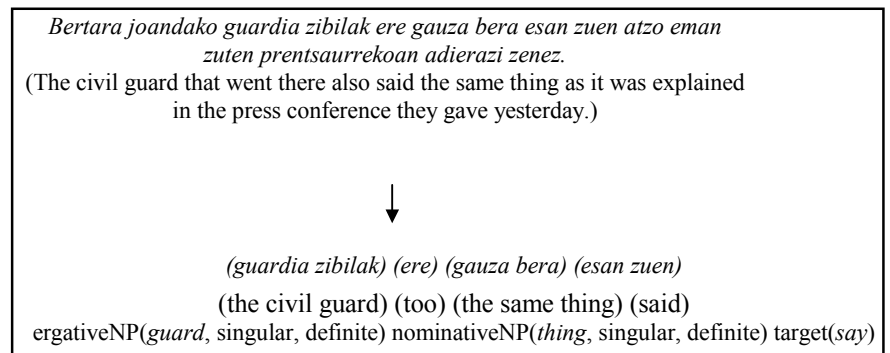 Bertara joandako guardia zibilak ere gauza bera esan zuen atzo eman
zuten prentsaurrekoan adierazi zenez.
(The civil guard that went there also said the same thing as it was explained
in the press conference they gave yesterday.)
(guardia zibilak) (ere) (gauza bera) (esan zuen)
(the civil guard) (too) (the same thing) (said)
ergativeNP(guard, singular, definite) nominativeNP(thing, singular, definite) target(say)